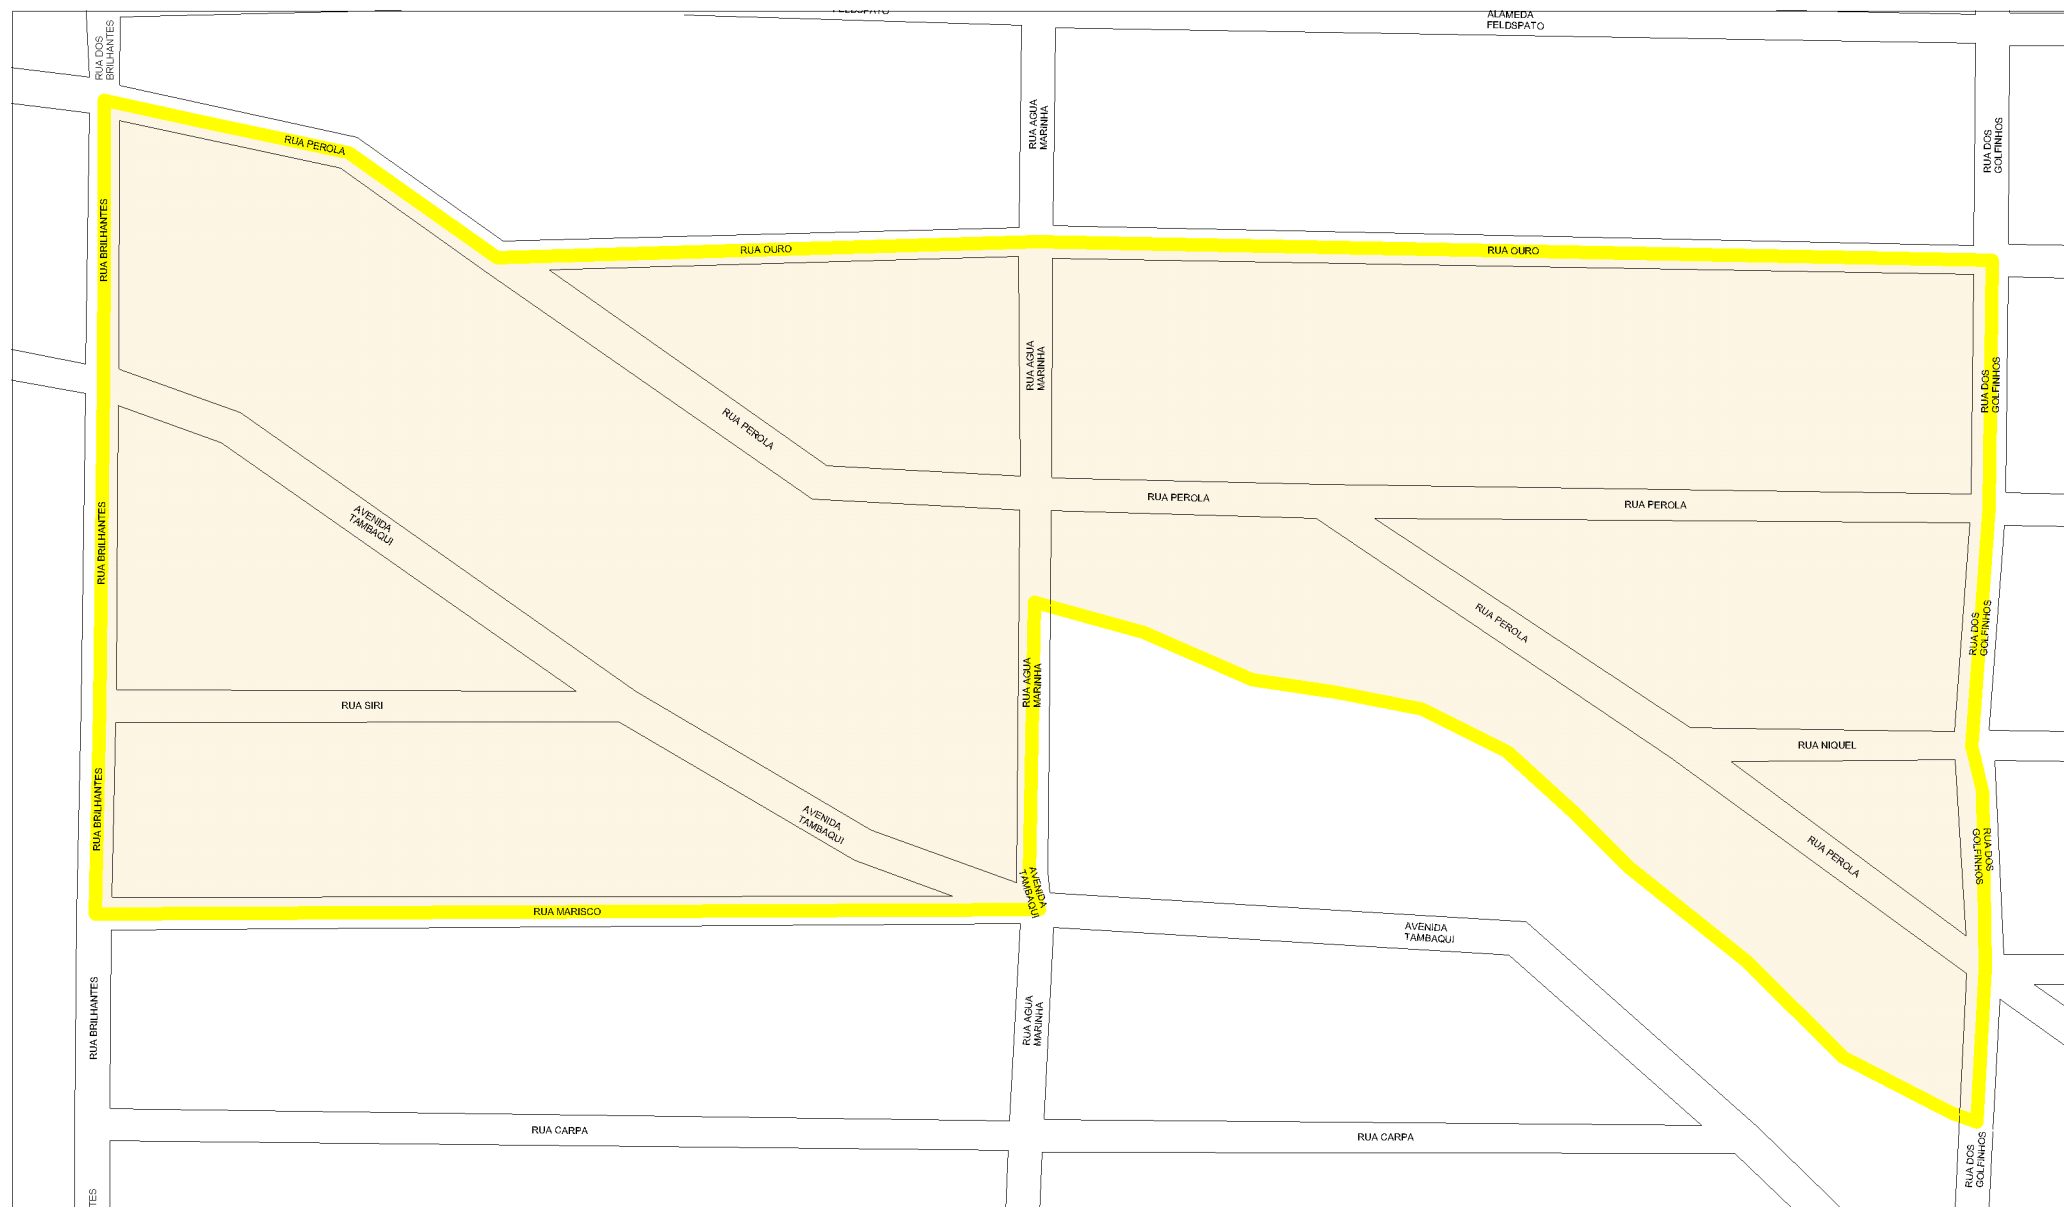 FELDSPATO
ALAMEDA
FELDSPATO
RUA DOS
BRILHANTES
RUA AGUA
MARINHA
RUA DOS
GOLFINHOS
RUA PEROLA
RUA BRILHANTES
RUA OURO
RUA OURO
RUA AGUA
MARINHA
RUA DOS
GOLFINHOS
RUA PEROLA
RUA PEROLA
RUA PEROLA
AVENIDA
TAMBAQUI
RUA BRILHANTES
RUA PEROLA
RUA DOS
GOLFINHOS
RUA AGUA
MARINHA
RUA SIRI
RUA NIQUEL
RUA BRILHANTES
AVENIDA
TAMBAQUI
RUA PEROLA
RUA DOS
GOLFINHOS
AVENIDA
TAMBAQUI
RUA MARISCO
AVENIDA
TAMBAQUI
RUA BRILHANTES
RUA AGUA
MARINHA
RUA CARPA
RUA CARPA
RUA DOS
GOLFINHOS
TES